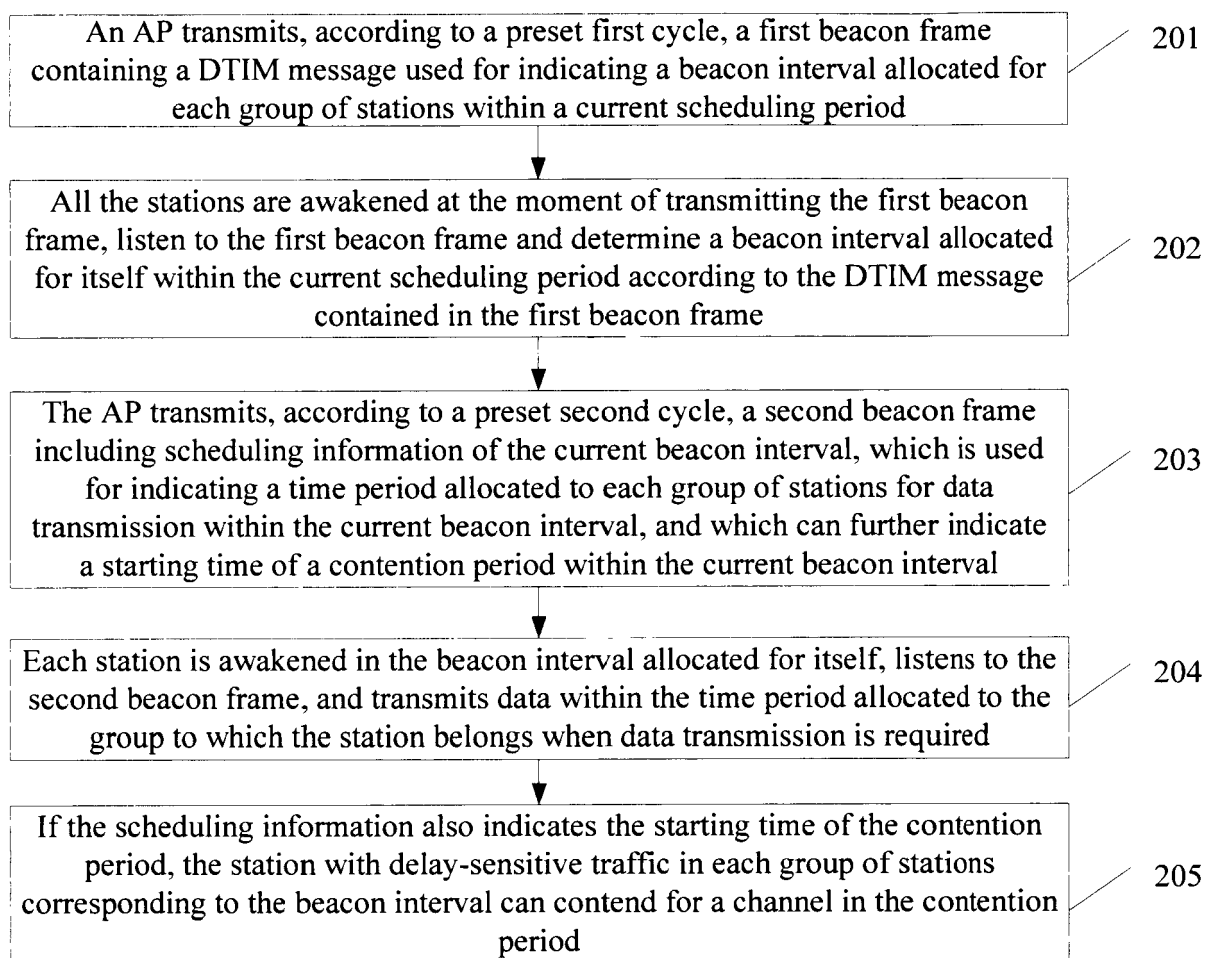 An AP transmits, according to a preset first cycle, a first beacon frame
containing a DTIM message used for indicating a beacon interval allocated for
each group of stations within a current scheduling period
201
All the stations are awakened at the moment of transmitting the first beacon
frame, listen to the first beacon frame and determine a beacon interval allocated
for itself within the current scheduling period according to the DTIM message
contained in the first beacon frame
202
The AP transmits, according to a preset second cycle, a second beacon frame
including scheduling information of the current beacon interval, which is used
for indicating a time period allocated to each group of stations for data
transmission within the current beacon interval, and which can further indicate
a starting time of a contention period within the current beacon interval
203
Each station is awakened in the beacon interval allocated for itself, listens to the
second beacon frame, and transmits data within the time period allocated to the
group to which the station belongs when data transmission is required
204
If the scheduling information also indicates the starting time of the contention
period, the station with delay-sensitive traffic in each group of stations
corresponding to the beacon interval can contend for a channel in the contention
period
205